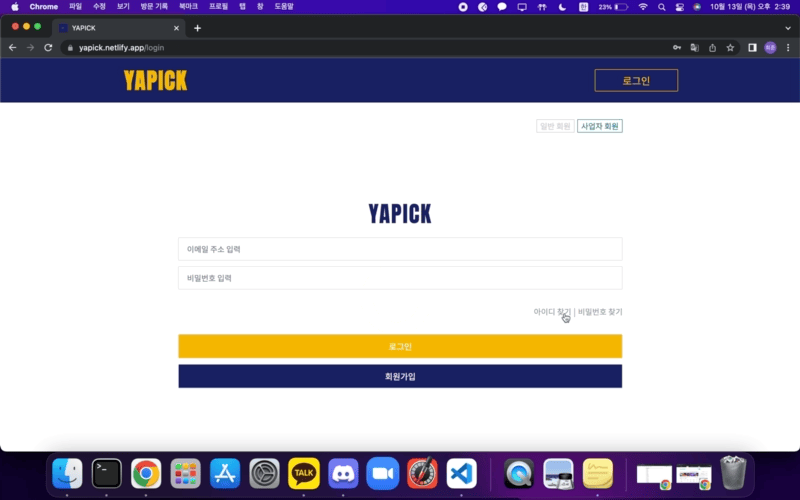 Chrome 파일 수정 보기 방문 기록 북마크 프로필 탭 창 도움말 23% 10월 13일 (목) 오후 2:39
YAPICK
yapick.netlify.app/login
YAPICK 로그인
일반 회원 사업자 회원
YAPICK
이메일 주소 입력
비밀번호 입력
아이디 찾기 | 비밀번호 찾기
로그인
회원가입
TALK